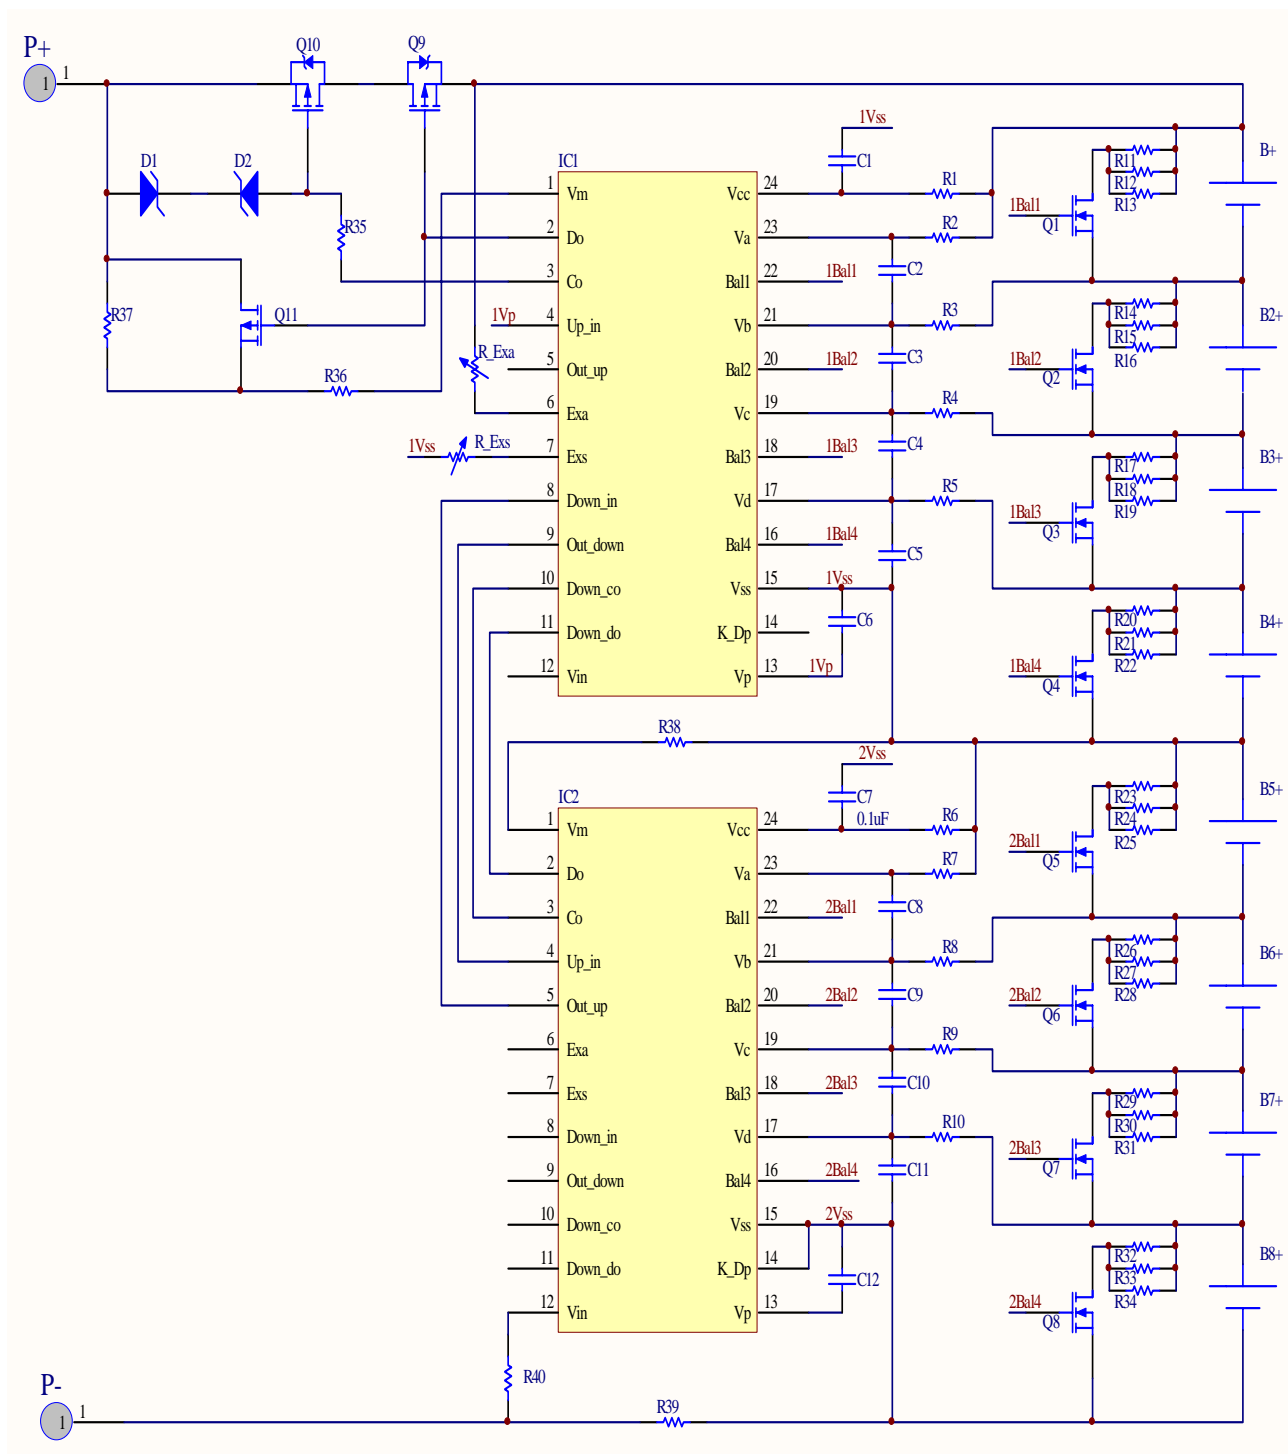 P+
1
1
Q10
Q9
D1
D2
R35
R37
Q11
R36
1Vp
R_Exa
1Vss
R_Exs
IC1
1 Vm
2 Do
3 Co
4 Up_in
5 Out_up
6 Exa
7 Exs
8 Down_in
9 Out_down
10 Down_co
11 Down_do
12 Vin
Vcc 24
Va 23
Bal1 22 1Bal1
Vb 21
Bal2 20 1Bal2
Vc 19
Bal3 18 1Bal3
Vd 17
Bal4 16 1Bal4
Vss 15 1Vss
K_Dp 14
Vp 13 1Vp
1Vss
C1
R1
R2
C2
R3
C3
R4
C4
R5
C5
C6
R11
R12
R13
1Bal1
Q1
B+
R14
R15
R16
1Bal2
Q2
B2+
R17
R18
R19
1Bal3
Q3
B3+
R20
R21
R22
1Bal4
Q4
B4+
R38
IC2
1 Vm
2 Do
3 Co
4 Up_in
5 Out_up
6 Exa
7 Exs
8 Down_in
9 Out_down
10 Down_co
11 Down_do
12 Vin
Vcc 24
Va 23
Bal1 22 2Bal1
Vb 21
Bal2 20 2Bal2
Vc 19
Bal3 18 2Bal3
Vd 17
Bal4 16 2Bal4
Vss 15 2Vss
K_Dp 14
Vp 13
2Vss
C7
0.1uF
R6
R7
C8
R8
C9
R9
C10
R10
C11
C12
R23
R24
R25
2Bal1
Q5
B5+
R26
R27
R28
2Bal2
Q6
B6+
R29
R30
R31
2Bal3
Q7
B7+
R32
R33
R34
2Bal4
Q8
B8+
R40
R39
P-
1
1